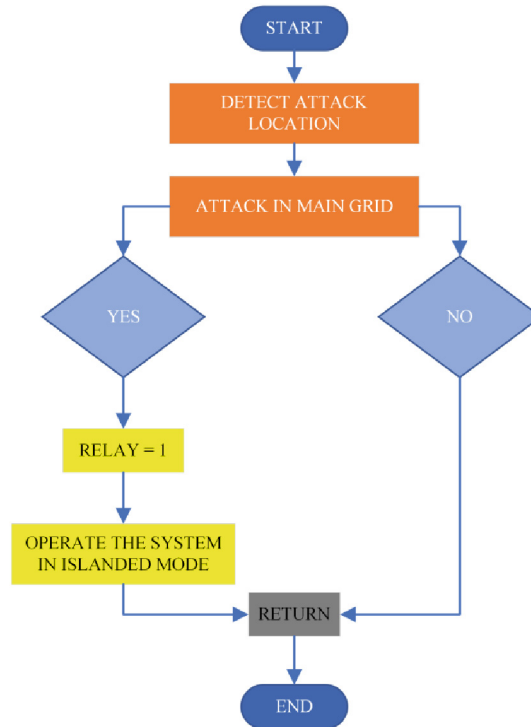 START
DETECT ATTACK
LOCATION
ATTACK IN MAIN GRID
YES
NO
RELAY = 1
OPERATE THE SYSTEM
IN ISLANDED MODE
RETURN
END